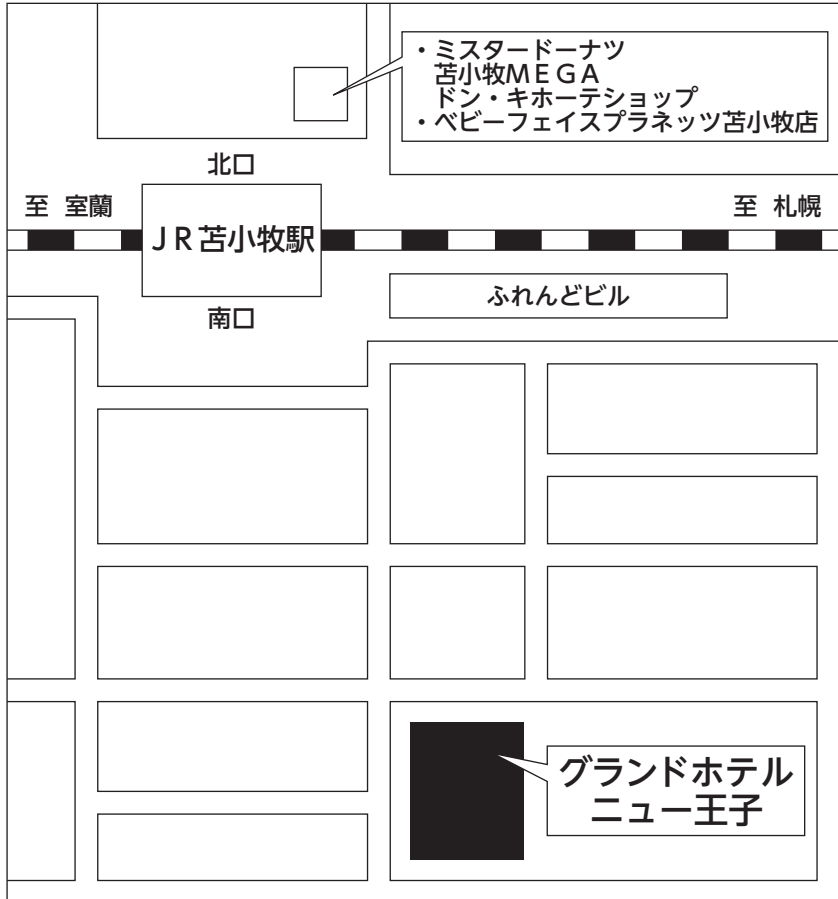 ・ミスタードーナツ
苫小牧ＭＥＧＡ
ドン・キホーテショップ
・ベビーフェイスプラネッツ苫小牧店
北口
至 室蘭
至 札幌
ＪＲ苫小牧駅
ふれんどビル
南口
グランドホテル
ニュー王子